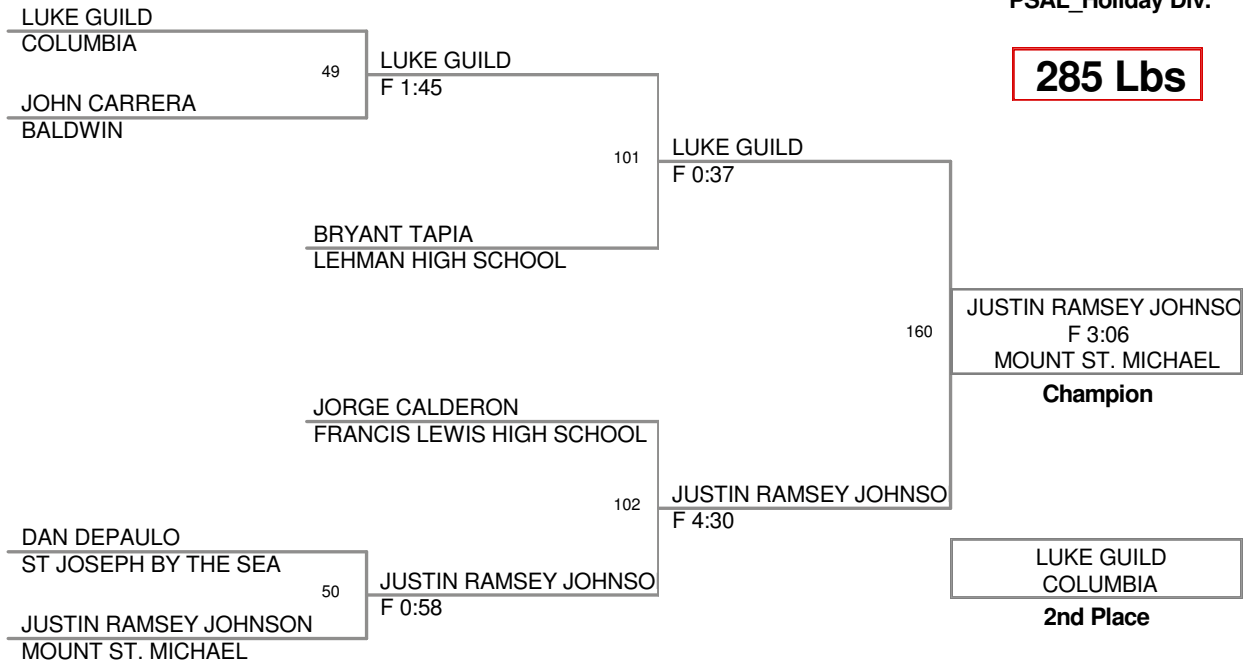 PSAL_Holiday Div.
285 Lbs
LUKE GUILD
COLUMBIA
49
LUKE GUILD
F 1:45
JOHN CARRERA
BALDWIN
101
LUKE GUILD
F 0:37
BRYANT TAPIA
LEHMAN HIGH SCHOOL
160
JUSTIN RAMSEY JOHNSO
F 3:06
MOUNT ST. MICHAEL
Champion
JORGE CALDERON
FRANCIS LEWIS HIGH SCHOOL
102
JUSTIN RAMSEY JOHNSO
F 4:30
DAN DEPAULO
ST JOSEPH BY THE SEA
50
JUSTIN RAMSEY JOHNSO
F 0:58
JUSTIN RAMSEY JOHNSON
MOUNT ST. MICHAEL
LUKE GUILD
COLUMBIA
2nd Place